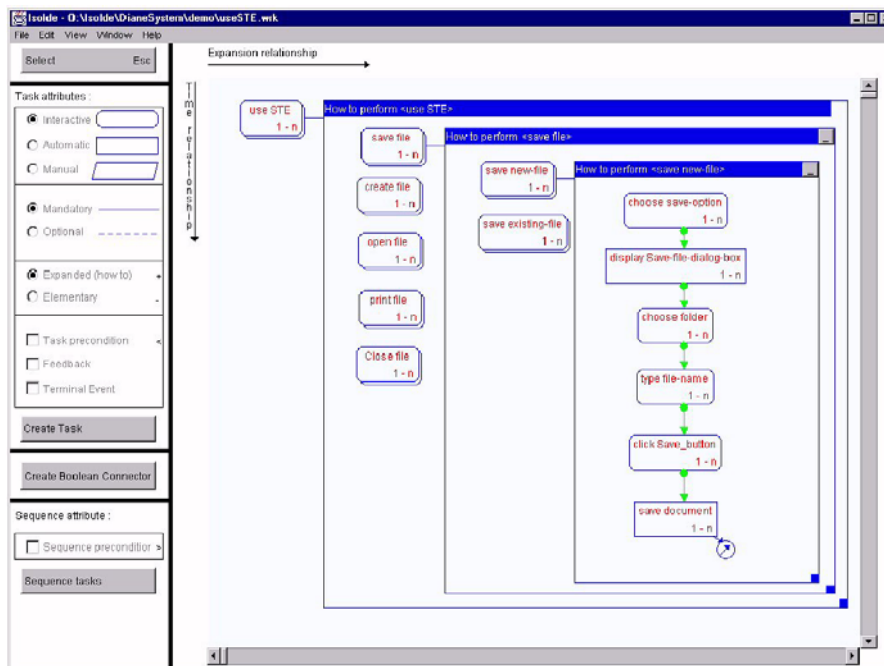 Isolde - O:\Isolde\DianeSystem\demo\useSTE.wrk
File Edit View Window Help
Select Esc
Task attributes :
Interactive
Automatic
Manual
Mandatory
Optional
Expanded (how to) +
Elementary -
Task precondition <
Feedback
Terminal Event
Create Task
Create Boolean Connector
Sequence attribute :
Sequence precondition >
Sequence tasks
Expansion relationship
Time relationship
use STE
1 - n
How to perform <use STE>
save file
1 - n
create file
1 - n
open file
1 - n
print file
1 - n
Close file
1 - n
How to perform <save file>
save new-file
1 - n
save existing-file
1 - n
How to perform <save new-file>
choose save-option
1 - n
display Save-file-dialog-box
1 - n
choose folder
1 - n
type file-name
1 - n
click Save_button
1 - n
save document
1 - n